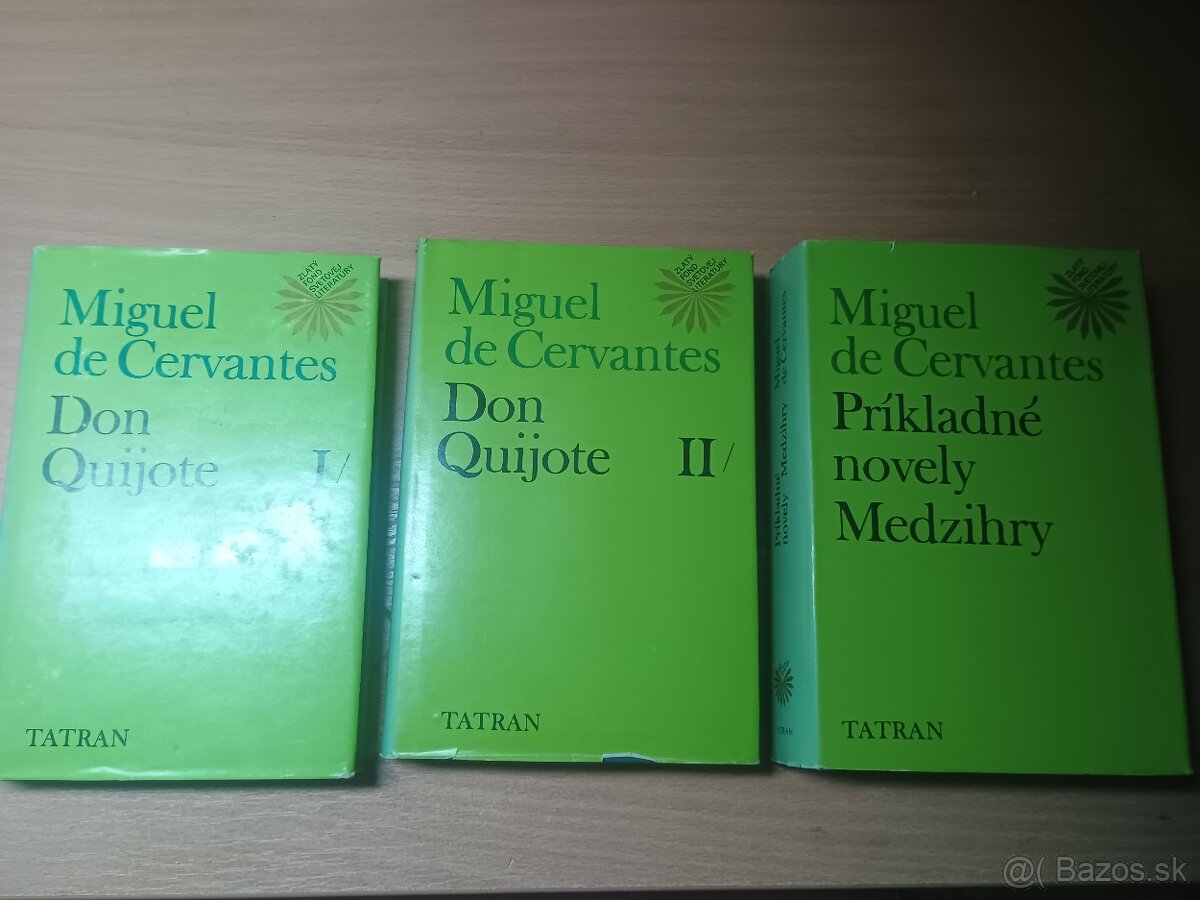 ZLATÝ
FOND
SVETOVEJ
LITERATÚRY
Miguel
de Cervantes
Don
Quijote I/
TATRAN
ZLATÝ
FOND
SVETOVEJ
LITERATÚRY
Miguel
de Cervantes
Don
Quijote II/
TATRAN
Miguel
de Cervantes
Príkladné
novely Medzihry
TATRAN
ZLATÝ
FOND
SVETOVEJ
LITERATÚRY
Miguel
de Cervantes
Príkladné
novely
Medzihry
TATRAN
@( Bazos.sk